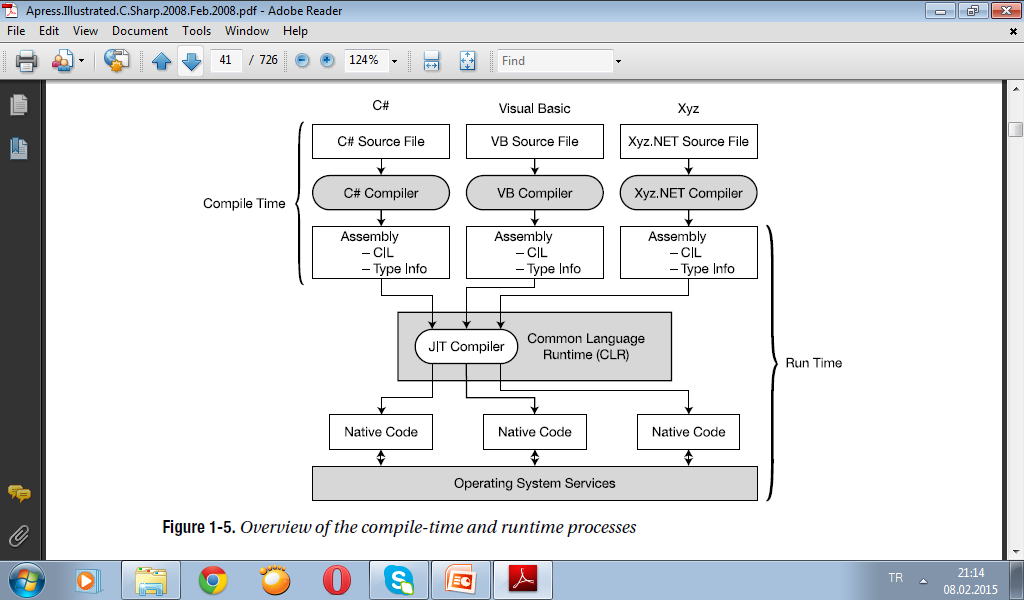 Apress.Illustrated.C.Sharp.2008.Feb.2008.pdf - Adobe Reader
File Edit View Document Tools Window Help
41 / 726 124% Find
C# Visual Basic Xyz
C# Source File VB Source File Xyz.NET Source File
Compile Time
C# Compiler VB Compiler Xyz.NET Compiler
Assembly Assembly Assembly
– CIL – CIL – CIL
– Type Info – Type Info – Type Info
JIT Compiler
Common Language
Runtime (CLR)
Run Time
Native Code Native Code Native Code
Operating System Services
Figure 1-5. Overview of the compile-time and runtime processes
TR 21:14
08.02.2015